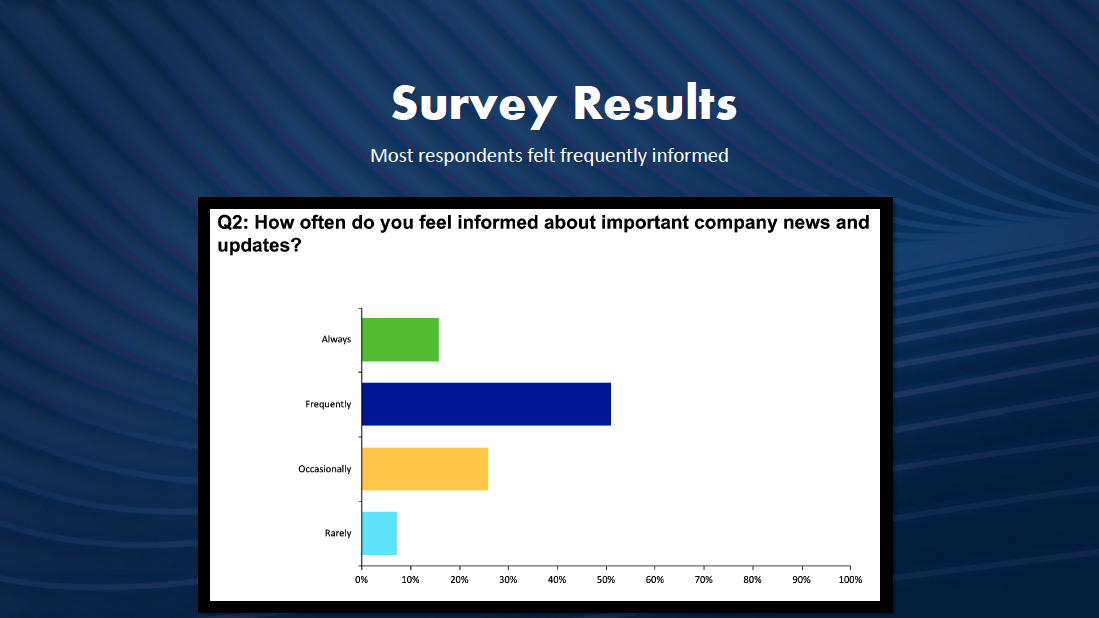 Survey Results
Most respondents felt frequently informed
Q2: How often do you feel informed about important company news and
updates?
Always
Frequently
Occasionally
Rarely
0% 10% 20% 30% 40% 50% 60% 70% 80% 90% 100%